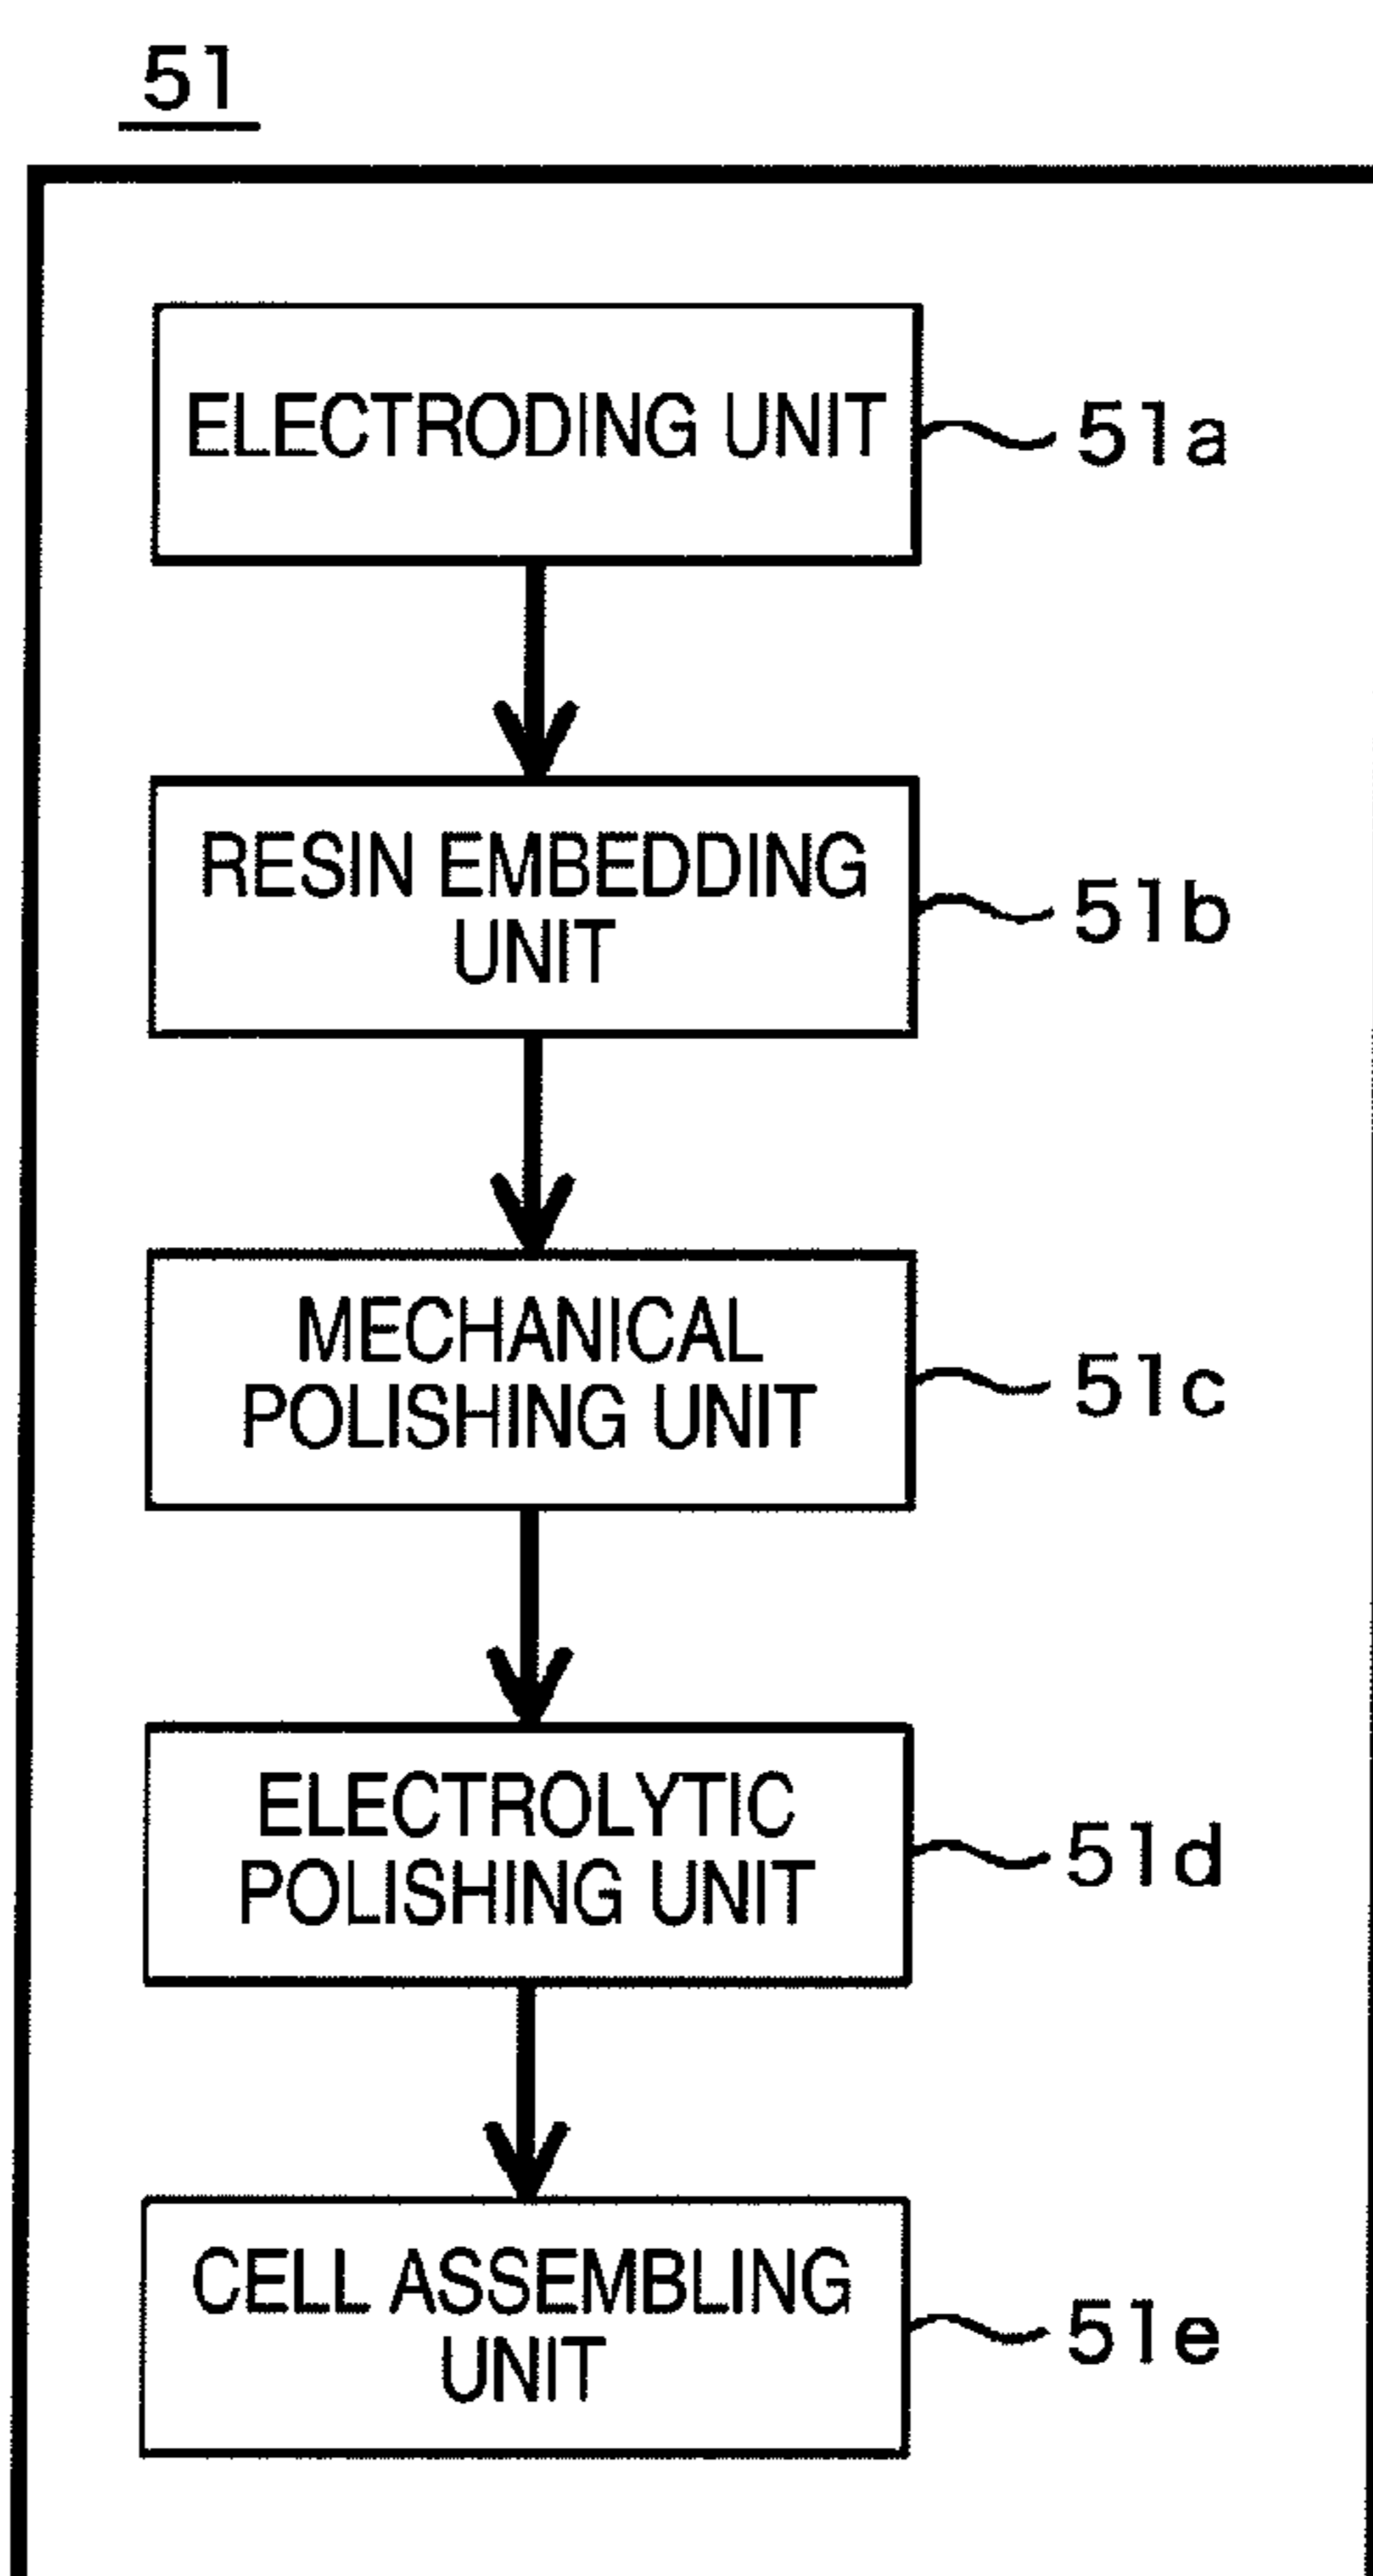 51
ELECTRODING UNIT
51a
RESIN EMBEDDING
UNIT
51b
MECHANICAL
POLISHING UNIT
51c
ELECTROLYTIC
POLISHING UNIT
51d
CELL ASSEMBLING
UNIT
51e